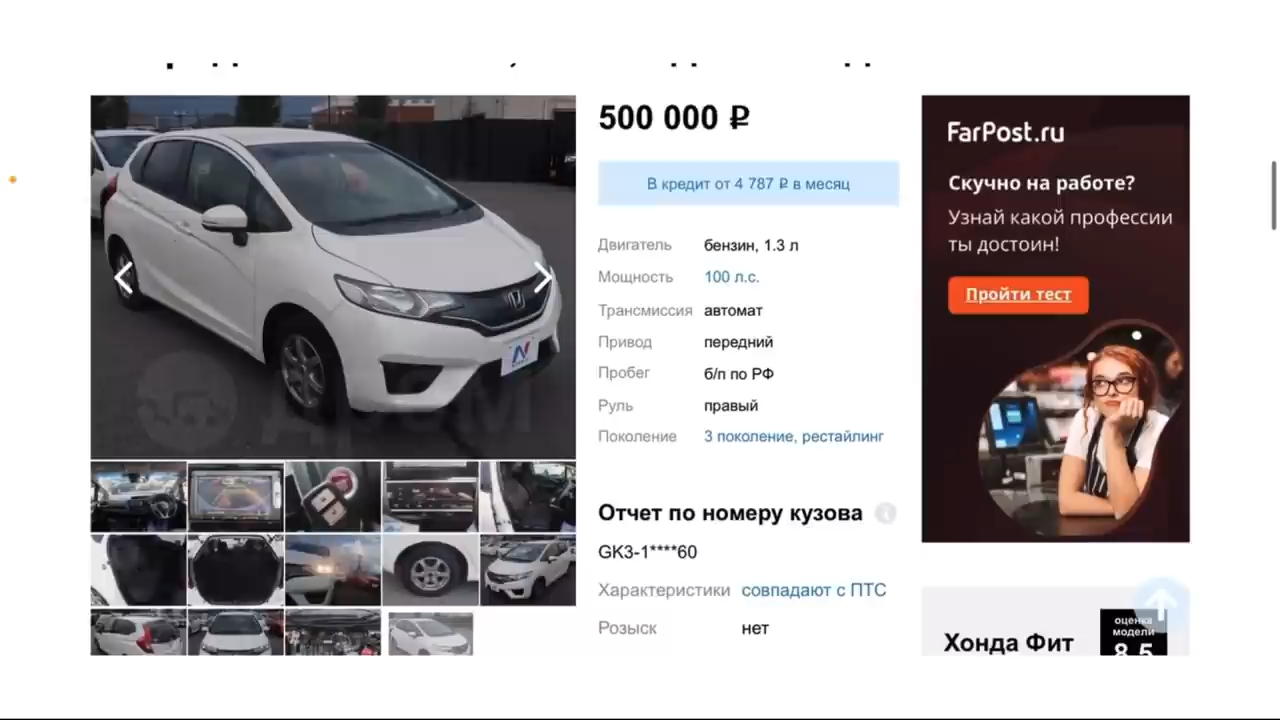 500 000 ₽
В кредит от 4 787 ₽ в месяц
Двигатель бензин, 1.3 л
Мощность 100 л.с.
Трансмиссия автомат
Привод передний
Пробег б/п по РФ
Руль правый
Поколение 3 поколение, рестайлинг
Отчет по номеру кузова
GK3-1****60
Характеристики совпадают с ПТС
Розыск нет
FarPost.ru
Скучно на работе?
Узнай какой профессии
ты достоин!
Пройти тест
Хонда Фит
оценка
модели
8.5